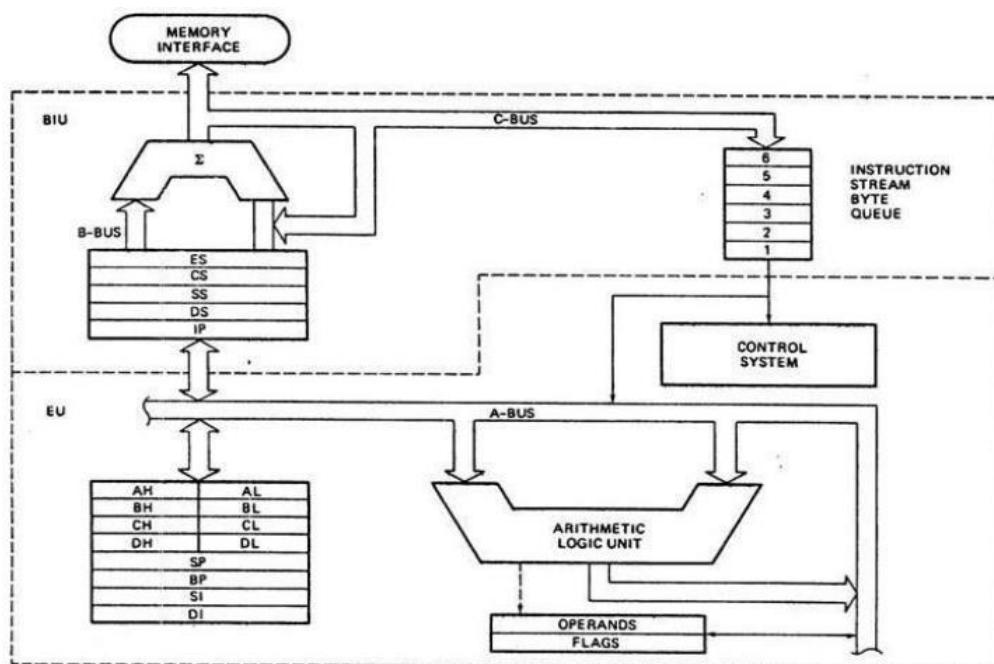 MEMORY
INTERFACE
BIU
C-BUS
Σ
B-BUS
6
5
4
3
2
1
INSTRUCTION
STREAM
BYTE
QUEUE
ES
CS
SS
DS
IP
CONTROL
SYSTEM
EU
A-BUS
AH AL
BH BL
CH CL
DH DL
SP
BP
SI
DI
ARITHMETIC
LOGIC UNIT
OPERANDS
FLAGS